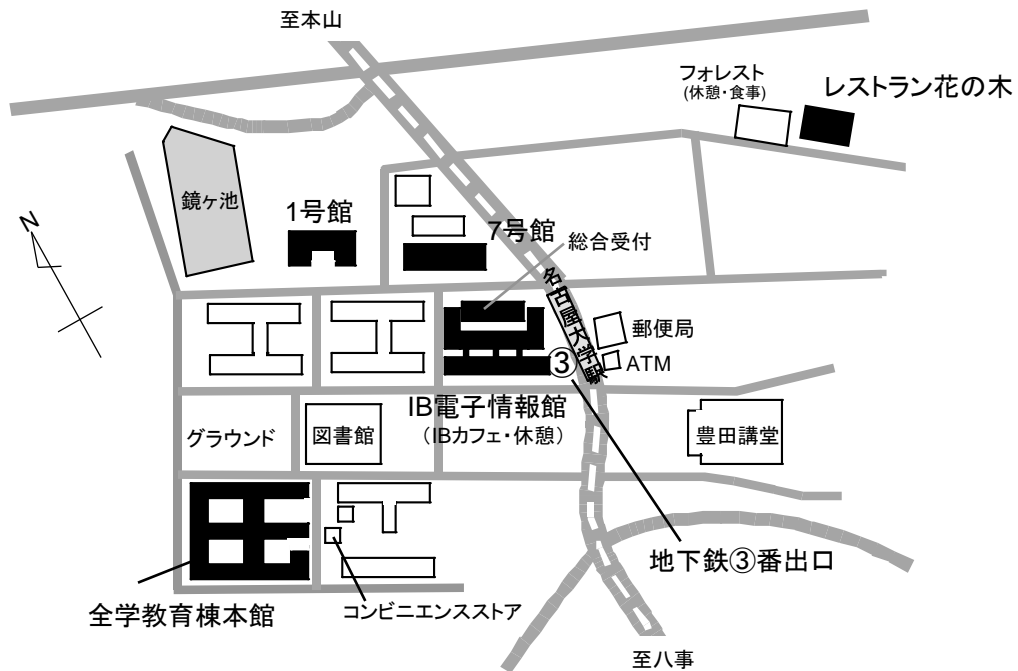 至本山
フォレスト
(休憩・食事)
レストラン花の木
鏡ヶ池
1号館
7号館
総合受付
N
名古屋大学駅
郵便局
③
ATM
IB電子情報館
（IBカフェ・休憩）
グラウンド
図書館
豊田講堂
地下鉄③番出口
全学教育棟本館
コンビニエンスストア
至八事